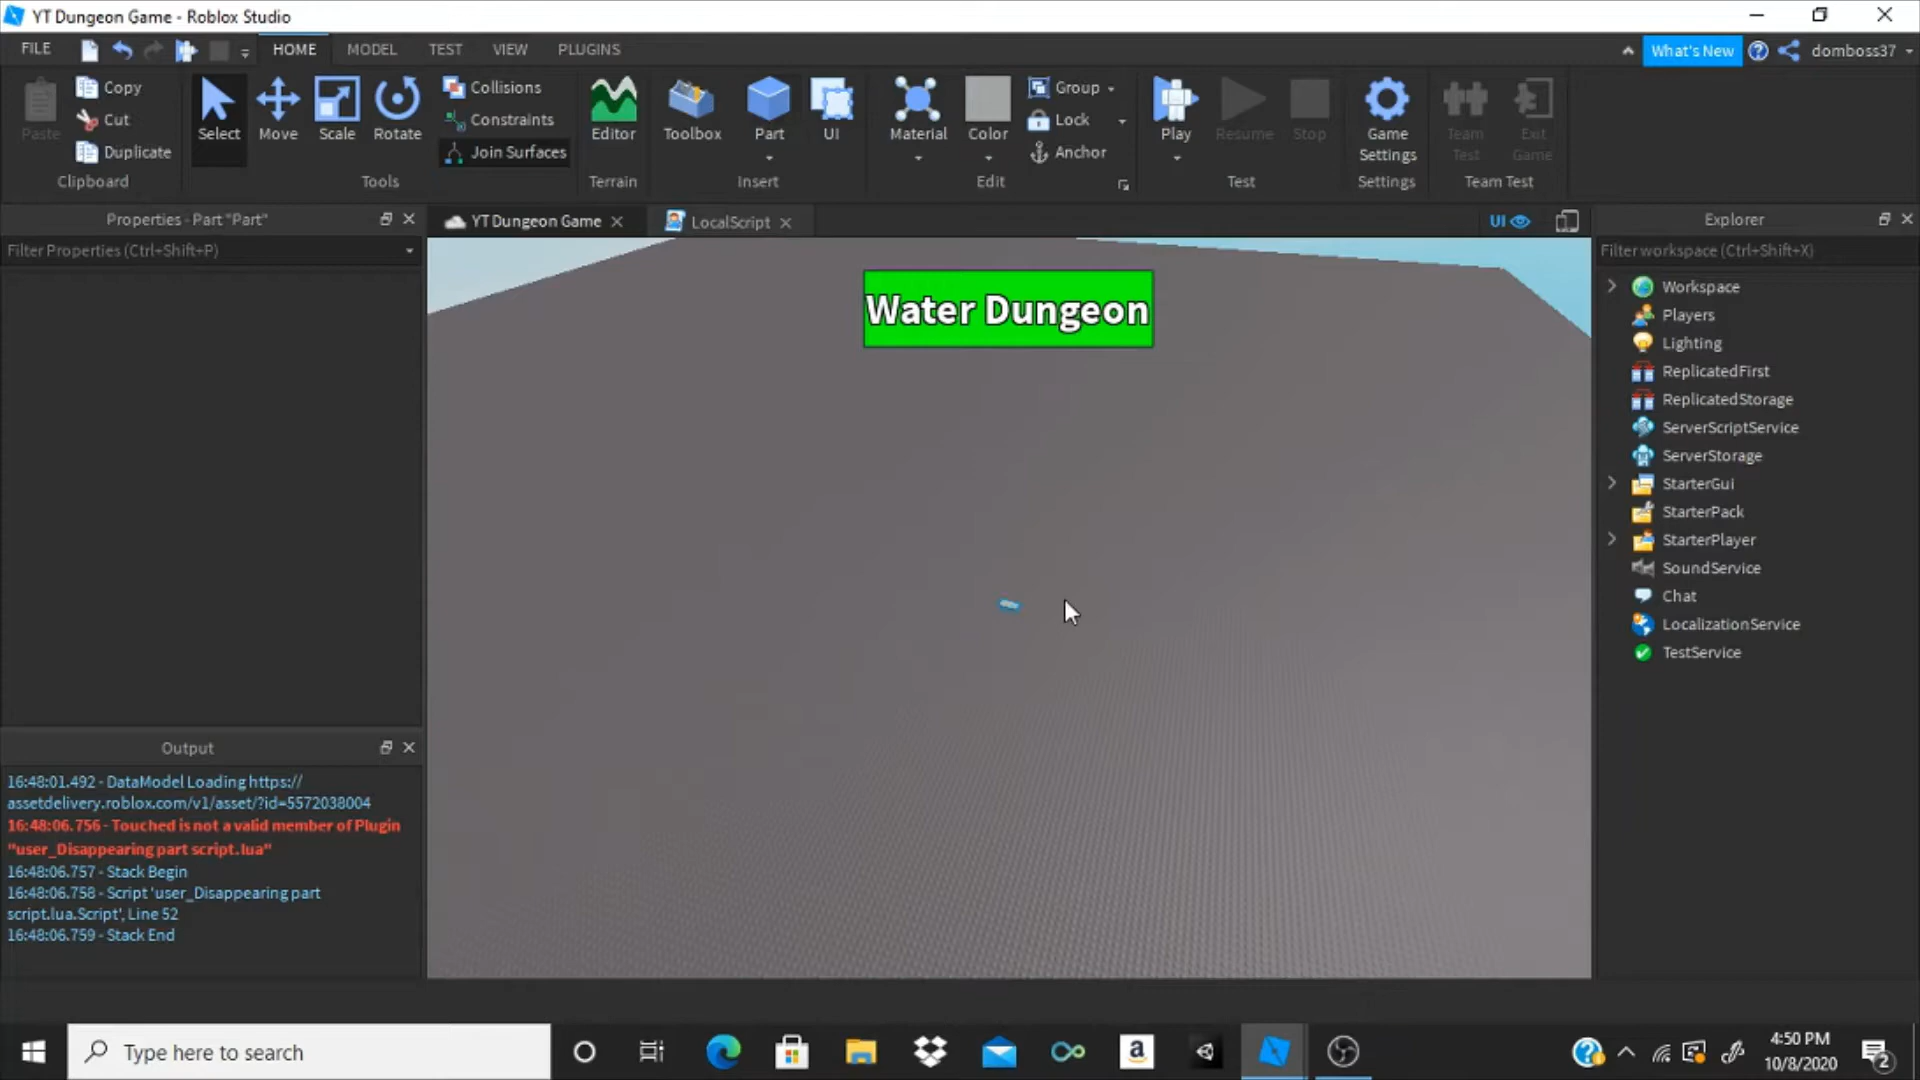 YT Dungeon Game - Roblox Studio
FILE HOME MODEL TEST VIEW PLUGINS What's New domboss37
Paste Copy Cut Duplicate
Clipboard
Select Move Scale Rotate Collisions Constraints Join Surfaces
Tools
Editor
Terrain
Toolbox Part UI
Insert
Material Color Group Lock Anchor
Edit
Play Resume Stop
Test
Game Settings
Settings
Team Test Exit Game
Team Test
Properties - Part "Part"
Filter Properties (Ctrl+Shift+P)
YT Dungeon Game LocalScript UI
Water Dungeon
Explorer
Filter workspace (Ctrl+Shift+X)
Workspace
Players
Lighting
ReplicatedFirst
ReplicatedStorage
ServerScriptService
ServerStorage
StarterGui
StarterPack
StarterPlayer
SoundService
Chat
LocalizationService
TestService
Output
16:48:01.492 - DataModel Loading https://
assetdelivery.roblox.com/v1/asset/?id=5572038004
16:48:06.756 - Touched is not a valid member of Plugin
"user_Disappearing part script.lua"
16:48:06.757 - Stack Begin
16:48:06.758 - Script 'user_Disappearing part
script.lua.Script', Line 52
16:48:06.759 - Stack End
Type here to search
a
4:50 PM
10/8/2020
2